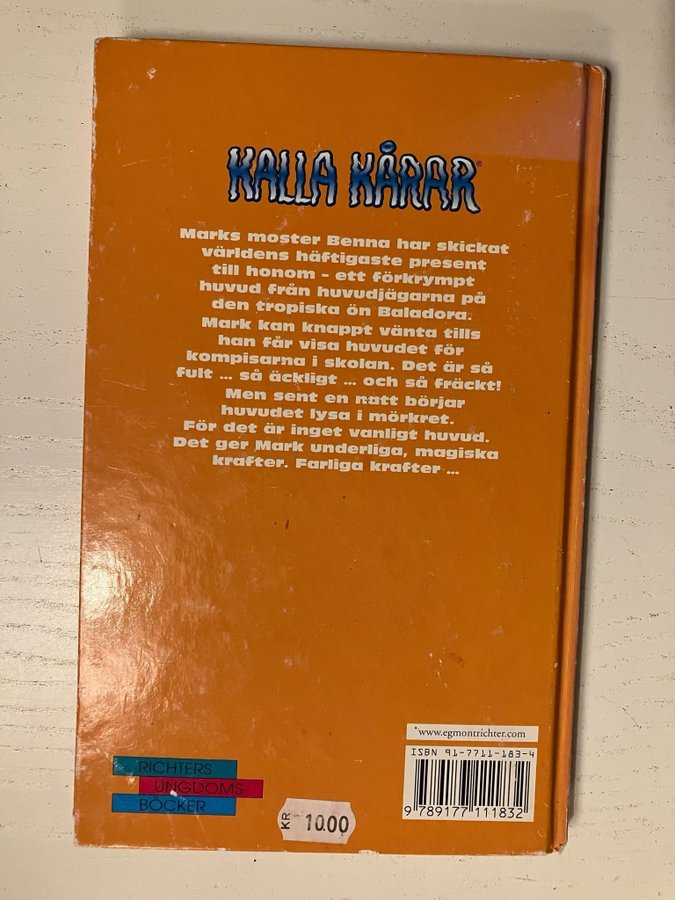 KALLA KÅRAR®
Marks moster Benna har skickat
världens häftigaste present
till honom – ett förkrympt
huvud från huvudjägarna på
den tropiska ön Baladora.
Mark kan knappt vänta tills
han får visa huvudet för
kompisarna i skolan. Det är så
fult ... så äckligt ... och så fräckt!
Men sent en natt börjar
huvudet lysa i mörkret.
För det är inget vanligt huvud.
Det ger Mark underliga, magiska
krafter. Farliga krafter ...
www.egmontrichter.com
ISBN 91-7711-183-4
9 789177 111832
RICHTERS
UNGDOMS-
BÖCKER
KR 10.00